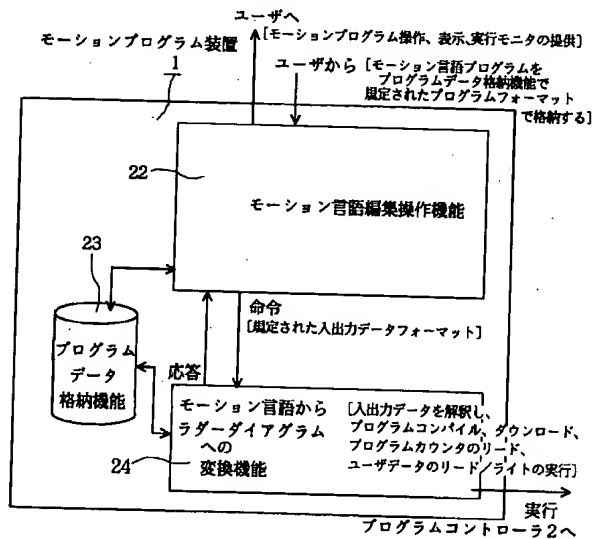 ユーザへ
[モーションプログラム操作、表示、実行モニタの提供]
モーションプログラム装置
1
ユーザから [モーション言語プログラムを
プログラムデータ格納機能で
規定されたプログラムフォーマット
で格納する]
22
モーション言語編集操作機能
23
プログラム
データ
格納機能
命令
[規定された入出力データフォーマット]
応答
モーション言語から
ラダーダイアグラム
への
変換機能
24
[入出力データを解釈し、
プログラムコンパイル、ダウンロード、
プログラムカウンタのリード、
ユーザデータのリード/ライトの実行]
実行
プログラムコントローラ2へ